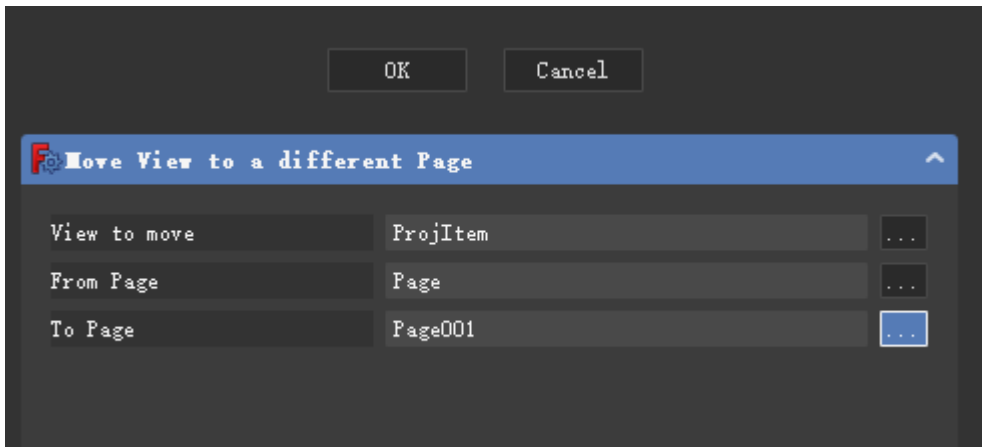 OK Cancel
Move View to a different Page
View to move ProjItem ...
From Page Page ...
To Page Page001 ...